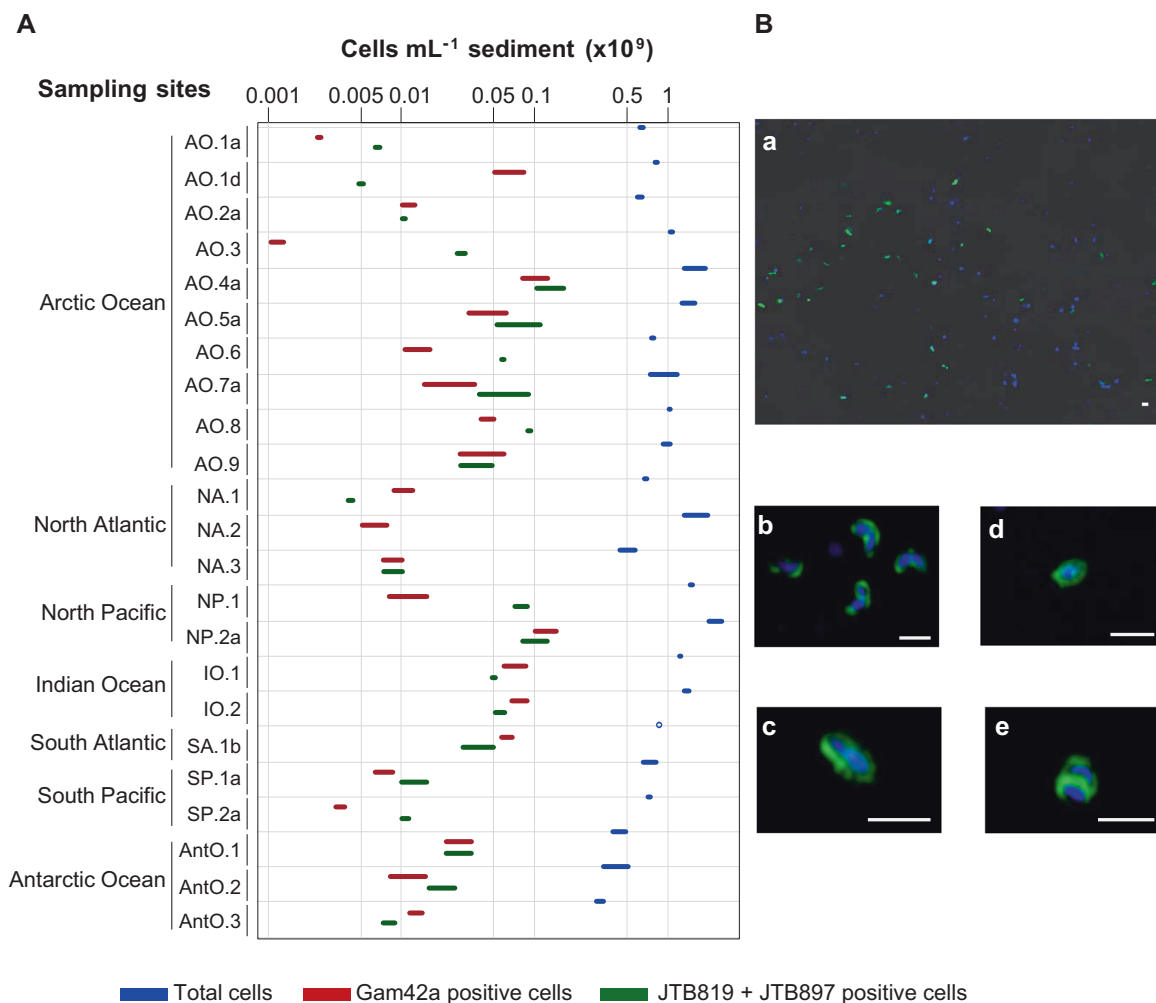 A
B
Cells mL-1 sediment (x10^9)
Sampling sites
0.001 0.005 0.01 0.05 0.1 0.5 1
Arctic Ocean
AO.1a
AO.1d
AO.2a
AO.3
AO.4a
AO.5a
AO.6
AO.7a
AO.8
AO.9
North Atlantic
NA.1
NA.2
NA.3
North Pacific
NP.1
NP.2a
Indian Ocean
IO.1
IO.2
South Atlantic
SA.1b
South Pacific
SP.1a
SP.2a
Antarctic Ocean
AntO.1
AntO.2
AntO.3
Total cells Gam42a positive cells JTB819 + JTB897 positive cells
a
b
d
c
e